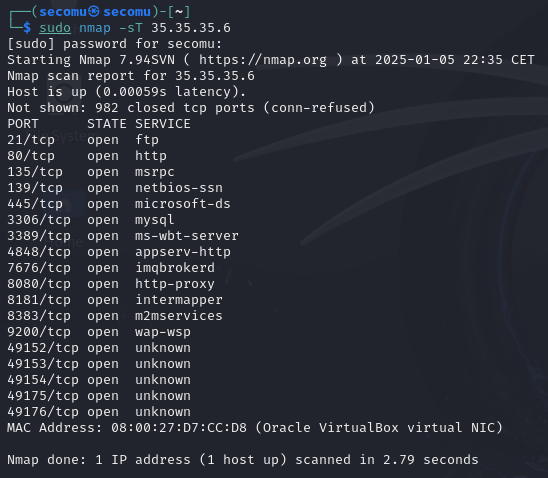 ┌──(secomu㉿secomu)-[~]
└─$ sudo nmap -sT 35.35.35.6
[sudo] password for secomu:
Starting Nmap 7.94SVN ( https://nmap.org ) at 2025-01-05 22:35 CET
Nmap scan report for 35.35.35.6
Host is up (0.00059s latency).
Not shown: 982 closed tcp ports (conn-refused)
PORT      STATE SERVICE
21/tcp    open  ftp
80/tcp    open  http
135/tcp   open  msrpc
139/tcp   open  netbios-ssn
445/tcp   open  microsoft-ds
3306/tcp  open  mysql
3389/tcp  open  ms-wbt-server
4848/tcp  open  appserv-http
7676/tcp  open  imqbrokerd
8080/tcp  open  http-proxy
8181/tcp  open  intermapper
8383/tcp  open  m2mservices
9200/tcp  open  wap-wsp
49152/tcp open  unknown
49153/tcp open  unknown
49154/tcp open  unknown
49175/tcp open  unknown
49176/tcp open  unknown
MAC Address: 08:00:27:D7:CC:D8 (Oracle VirtualBox virtual NIC)
Nmap done: 1 IP address (1 host up) scanned in 2.79 seconds